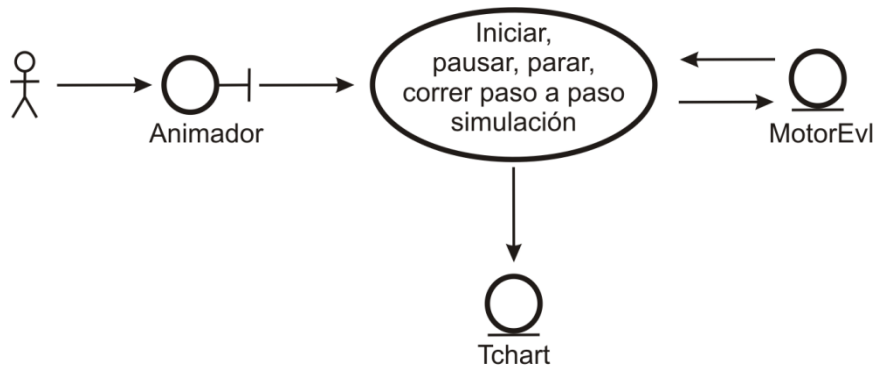 Iniciar,
pausar, parar,
correr paso a paso
simulación
Animador
MotorEvl
Tchart